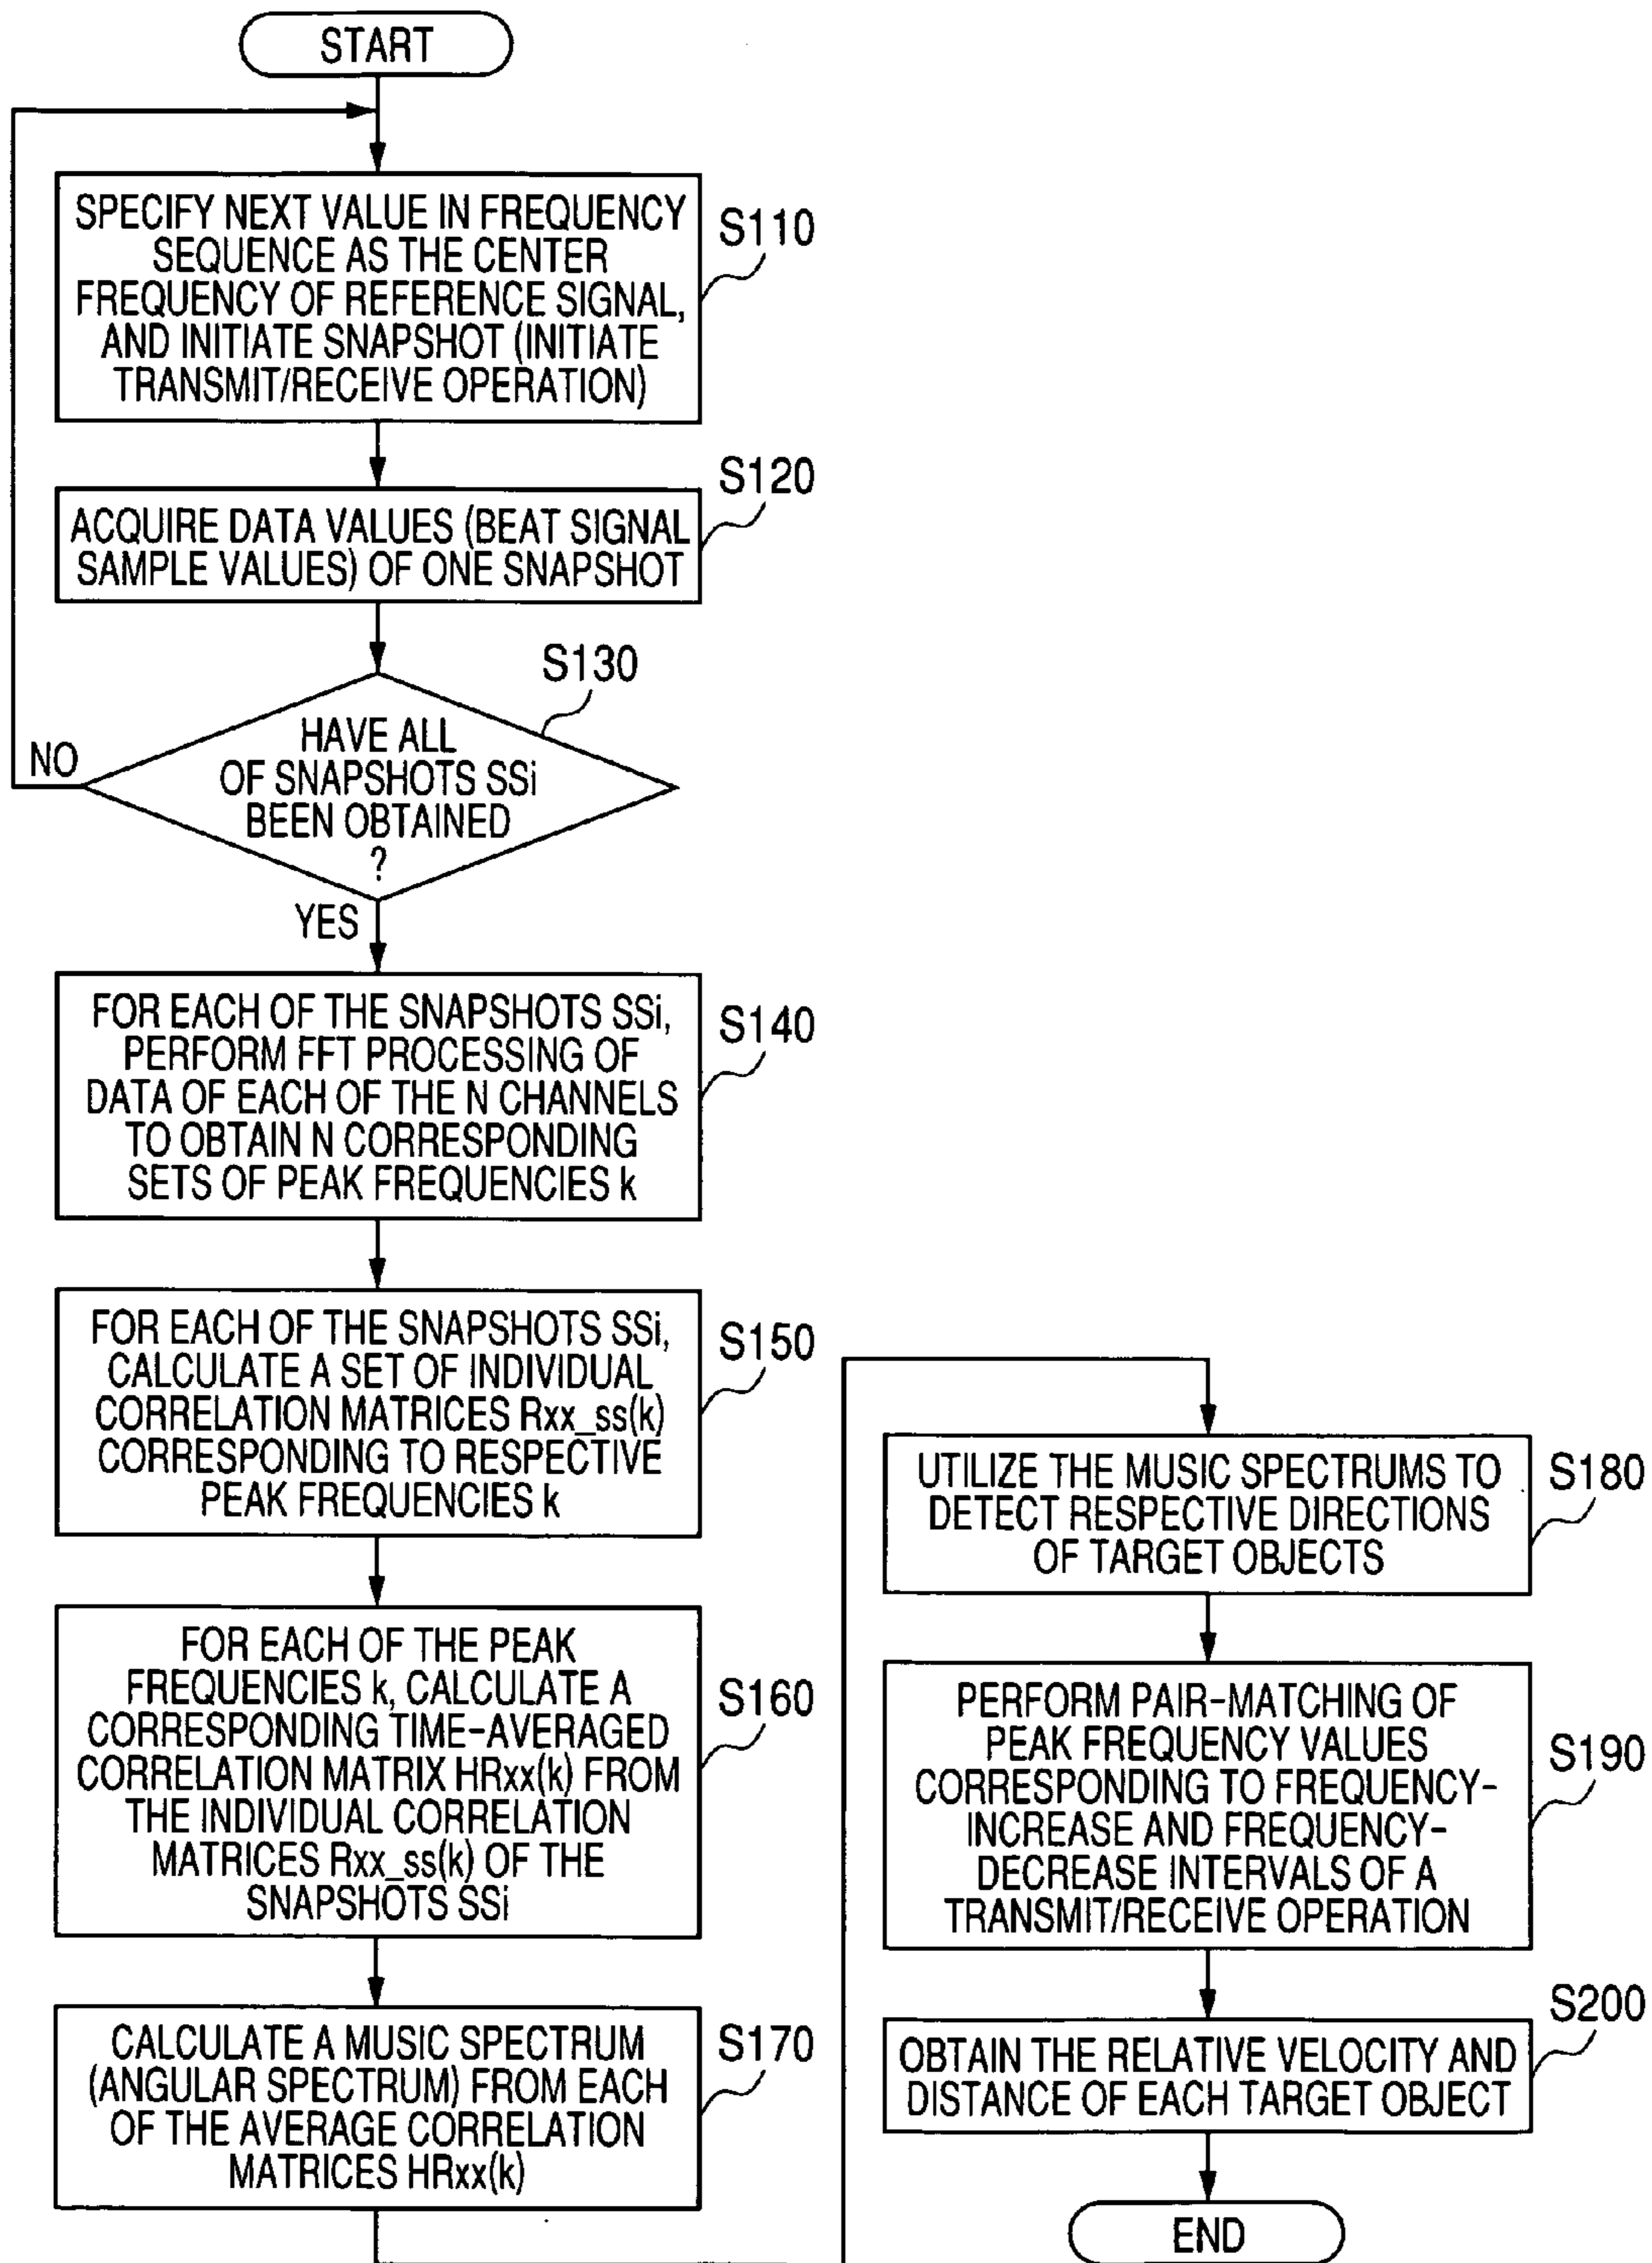 START
SPECIFY NEXT VALUE IN FREQUENCY
SEQUENCE AS THE CENTER
FREQUENCY OF REFERENCE SIGNAL,
AND INITIATE SNAPSHOT (INITIATE
TRANSMIT/RECEIVE OPERATION)
S110
ACQUIRE DATA VALUES (BEAT SIGNAL
SAMPLE VALUES) OF ONE SNAPSHOT
S120
HAVE ALL
OF SNAPSHOTS SSi
BEEN OBTAINED
?
S130
NO
YES
FOR EACH OF THE SNAPSHOTS SSi,
PERFORM FFT PROCESSING OF
DATA OF EACH OF THE N CHANNELS
TO OBTAIN N CORRESPONDING
SETS OF PEAK FREQUENCIES k
S140
FOR EACH OF THE SNAPSHOTS SSi,
CALCULATE A SET OF INDIVIDUAL
CORRELATION MATRICES Rxx_ss(k)
CORRESPONDING TO RESPECTIVE
PEAK FREQUENCIES k
S150
FOR EACH OF THE PEAK
FREQUENCIES k, CALCULATE A
CORRESPONDING TIME-AVERAGED
CORRELATION MATRIX HRxx(k) FROM
THE INDIVIDUAL CORRELATION
MATRICES Rxx_ss(k) OF THE
SNAPSHOTS SSi
S160
CALCULATE A MUSIC SPECTRUM
(ANGULAR SPECTRUM) FROM EACH
OF THE AVERAGE CORRELATION
MATRICES HRxx(k)
S170
UTILIZE THE MUSIC SPECTRUMS TO
DETECT RESPECTIVE DIRECTIONS
OF TARGET OBJECTS
S180
PERFORM PAIR-MATCHING OF
PEAK FREQUENCY VALUES
CORRESPONDING TO FREQUENCY-
INCREASE AND FREQUENCY-
DECREASE INTERVALS OF A
TRANSMIT/RECEIVE OPERATION
S190
OBTAIN THE RELATIVE VELOCITY AND
DISTANCE OF EACH TARGET OBJECT
S200
END